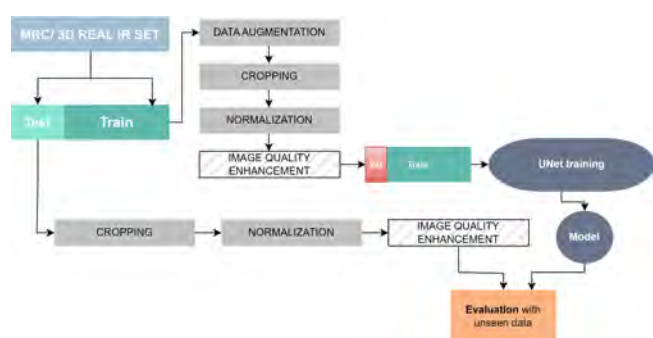 MRC/ 3D REAL IR SET
DATA AUGMENTATION
CROPPING
Test
Train
NORMALIZATION
IMAGE QUALITY
ENHANCEMENT
Train
UNet training
CROPPING
NORMALIZATION
IMAGE QUALITY
ENHANCEMENT
Model
Evaluation with
unseen data